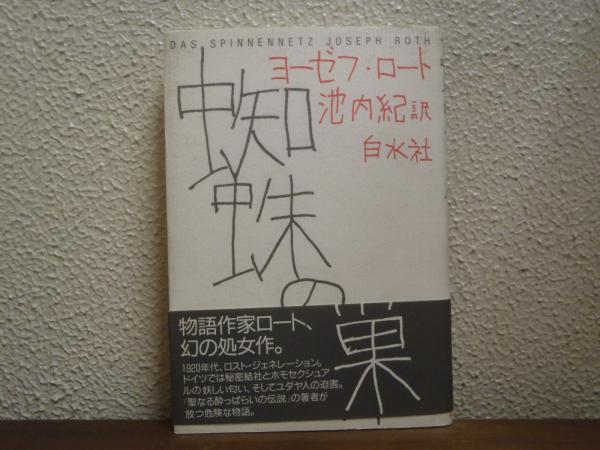 DAS SPINNENNETZ JOSEPH ROTH
ヨーゼフ・ロート
池内紀 訳
白水社
蜘蛛の巣
物語作家ロート、
幻の処女作。
1920年代、ロスト・ジェネレーション。
ドイツでは秘密結社とホモセクシュア
ルの妖しい匂い、そしてユダヤ人の迫害。
「聖なる酔っぱらいの伝説」の著者が
放つ危険な物語。